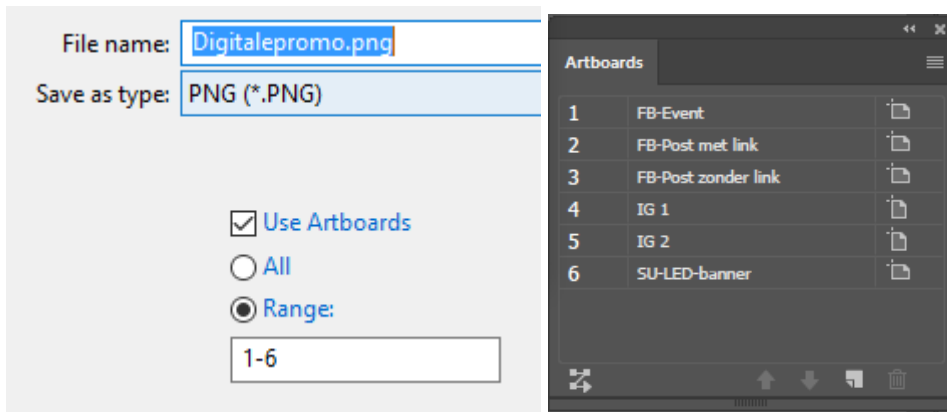 File name: Digitalepromo.png
Save as type: PNG (*.PNG)
Use Artboards
All
Range:
1-6
Artboards
1 FB-Event
2 FB-Post met link
3 FB-Post zonder link
4 IG 1
5 IG 2
6 SU-LED-banner